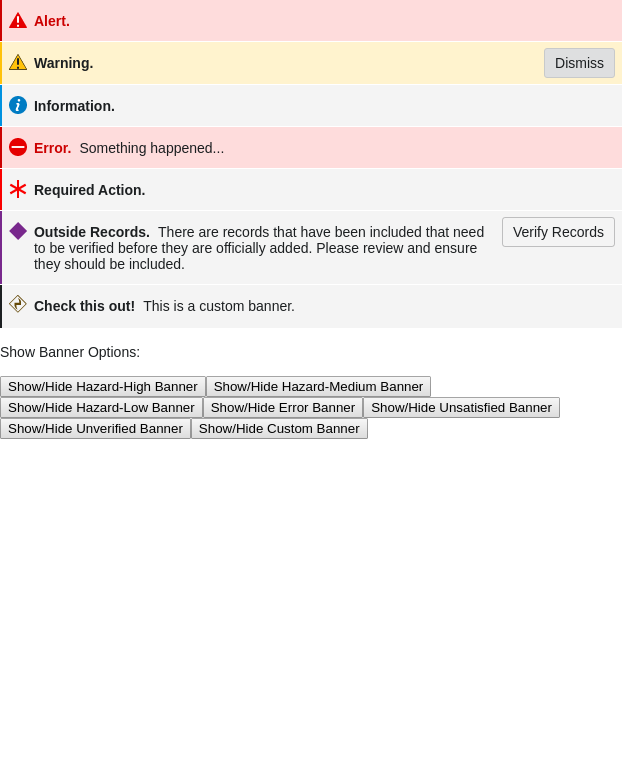 Alert.
Warning.
Dismiss
Information.
Error. Something happened...
Required Action.
Outside Records. There are records that have been included that need
to be verified before they are officially added. Please review and ensure
they should be included.
Verify Records
Check this out! This is a custom banner.
Show Banner Options:
Show/Hide Hazard-High Banner Show/Hide Hazard-Medium Banner
Show/Hide Hazard-Low Banner Show/Hide Error Banner Show/Hide Unsatisfied Banner
Show/Hide Unverified Banner Show/Hide Custom Banner